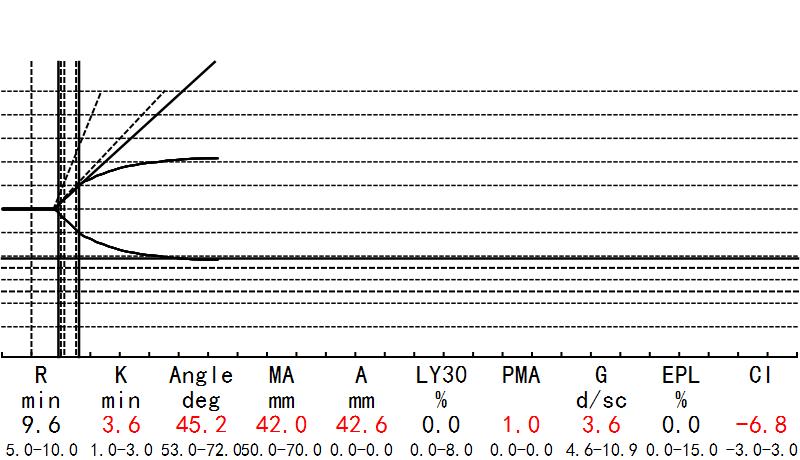 R K Angle MA A LY30 PMA G EPL CI
min min deg mm mm % d/sc %
9.6 3.6 45.2 42.0 42.6 0.0 1.0 3.6 0.0 -6.8
5.0-10.0 1.0-3.0 53.0-72.0 50.0-70.0 0.0-0.0 0.0-8.0 0.0-0.0 4.6-10.9 0.0-15.0 -3.0-3.0